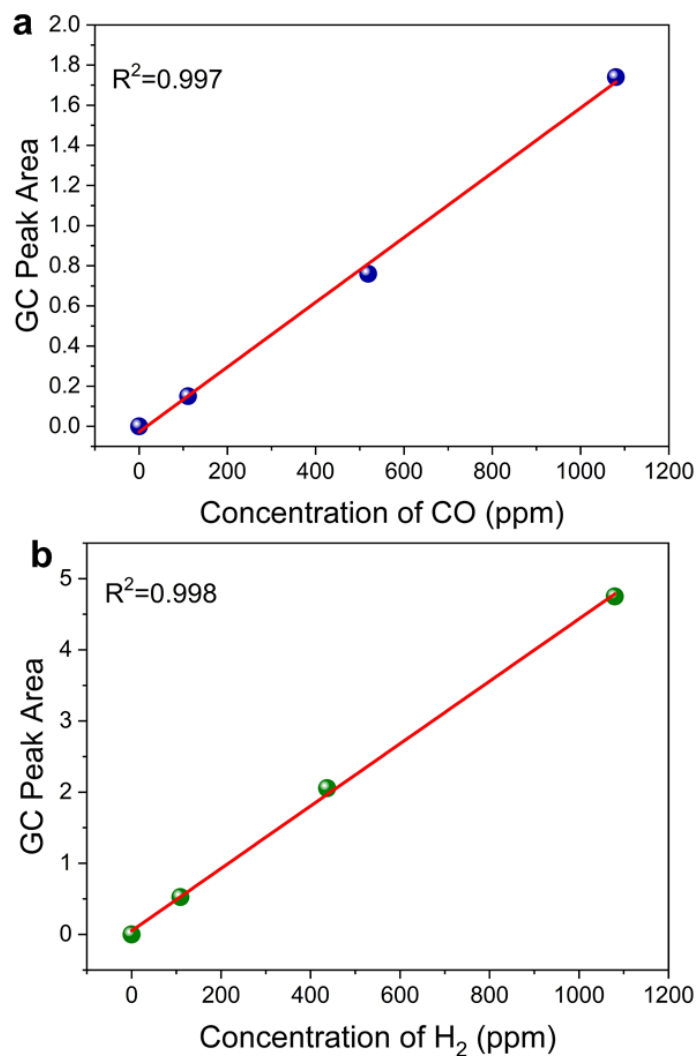 a
R²=0.997
GC Peak Area
2.0
1.8
1.6
1.4
1.2
1.0
0.8
0.6
0.4
0.2
0.0
0 200 400 600 800 1000 1200
Concentration of CO (ppm)
b
R²=0.998
GC Peak Area
5
4
3
2
1
0
0 200 400 600 800 1000 1200
Concentration of H₂ (ppm)